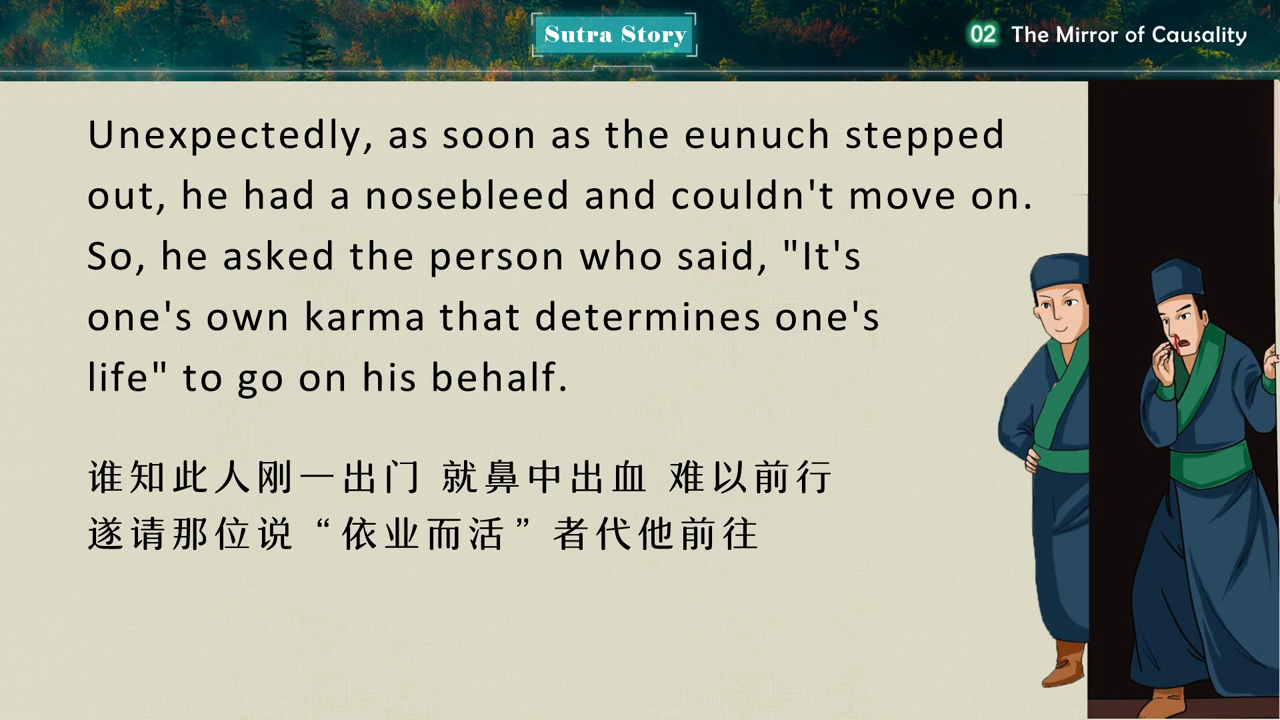 Sutra Story
02 The Mirror of Causality
Unexpectedly, as soon as the eunuch stepped
out, he had a nosebleed and couldn't move on.
So, he asked the person who said, "It's
one's own karma that determines one's
life" to go on his behalf.
谁知此人刚一出门 就鼻中出血 难以前行
遂请那位说“依业而活”者代他前往